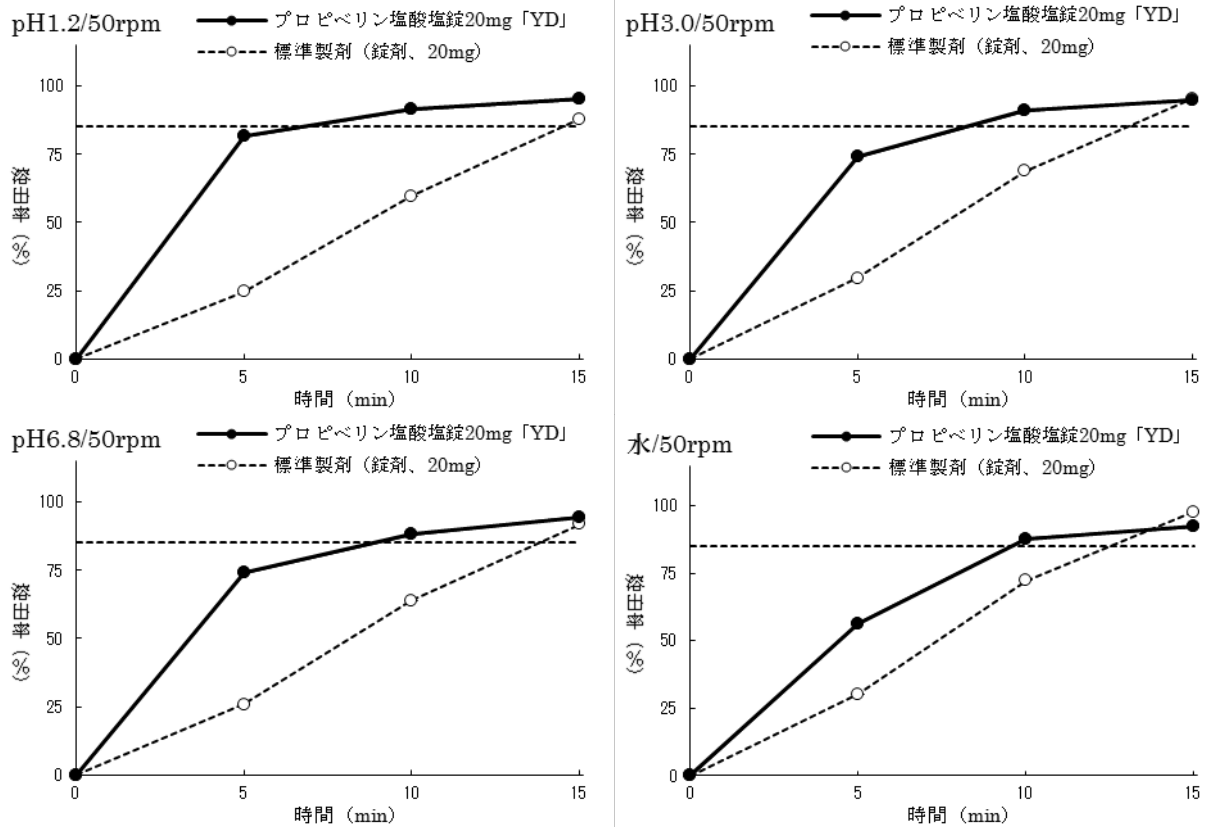 pH1.2/50rpm
プロピベリン塩酸塩錠20mg「YD」
標準製剤（錠剤、20mg）
100
75
50
25
0
溶出率（%）
0 5 10 15
時間（min）
pH3.0/50rpm
プロピベリン塩酸塩錠20mg「YD」
標準製剤（錠剤、20mg）
100
75
50
25
0
溶出率（%）
0 5 10 15
時間（min）
pH6.8/50rpm
プロピベリン塩酸塩錠20mg「YD」
標準製剤（錠剤、20mg）
100
75
50
25
0
溶出率（%）
0 5 10 15
時間（min）
水/50rpm
プロピベリン塩酸塩錠20mg「YD」
標準製剤（錠剤、20mg）
100
75
50
25
0
溶出率（%）
0 5 10 15
時間（min）